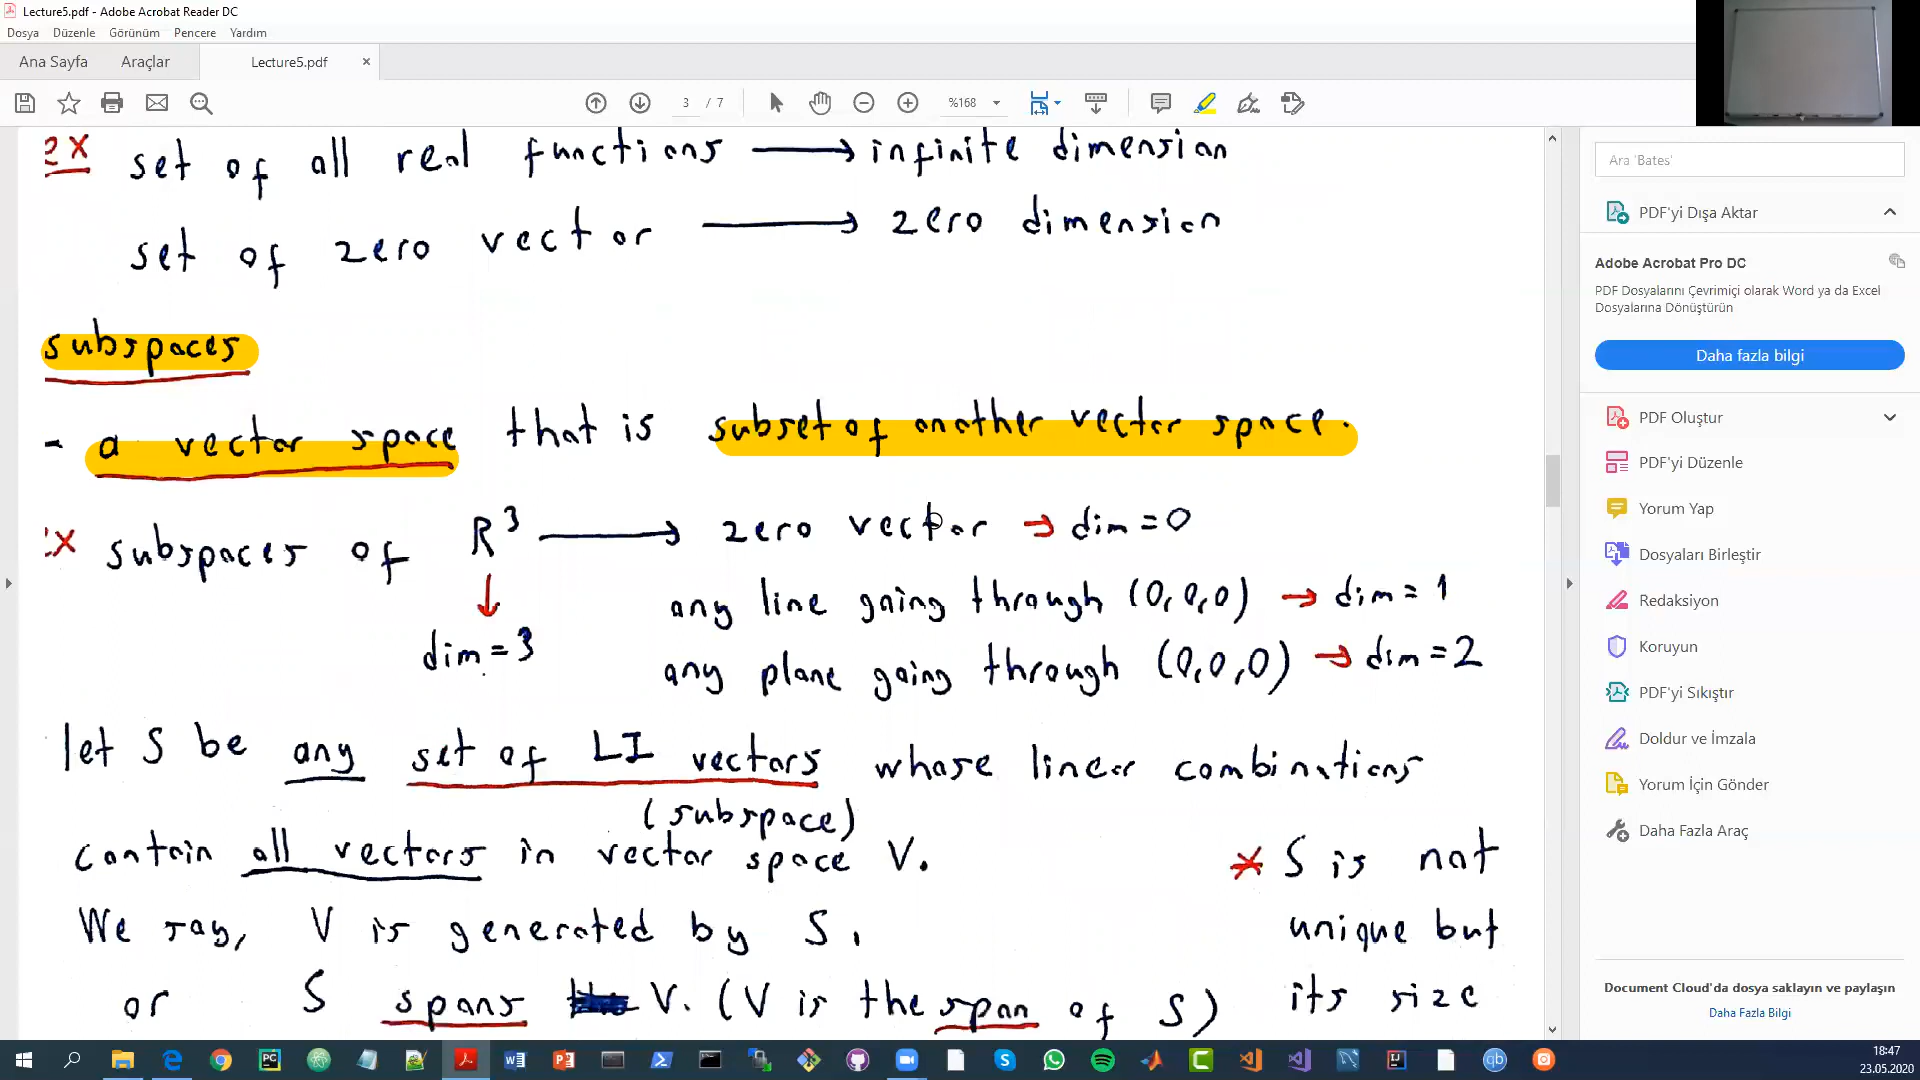 Lecture5.pdf - Adobe Acrobat Reader DC
Dosya Düzenle Görünüm Pencere Yardım
Ana Sayfa Araçlar Lecture5.pdf ×
3 / 7 %168
set of all real functions → infinite dimension
set of zero vector → zero dimension
subspaces
- a vector space that is subset of another vector space.
subspaces of R³ → zero vector → dim = 0
↓ any line going through (0,0,0) → dim = 1
dim = 3 any plane going through (0,0,0) → dim = 2
let S be any set of LI vectors whose linear combinations
(subspace)
contain all vectors in vector space V.
* S is not
We say, V is generated by S.
unique but
or S spans V. (V is the span of S)
its size
Ara 'Bates'
PDF'yi Dışa Aktar
Adobe Acrobat Pro DC
PDF Dosyalarını Çevrimiçi olarak Word ya da Excel
Dosyalarına Dönüştürün
Daha fazla bilgi
PDF Oluştur
PDF'yi Düzenle
Yorum Yap
Dosyaları Birleştir
Redaksiyon
Koruyun
PDF'yi Sıkıştır
Doldur ve İmzala
Yorum İçin Gönder
Daha Fazla Araç
Document Cloud'da dosya saklayın ve paylaşın
Daha Fazla Bilgi
18:47
23.05.2020